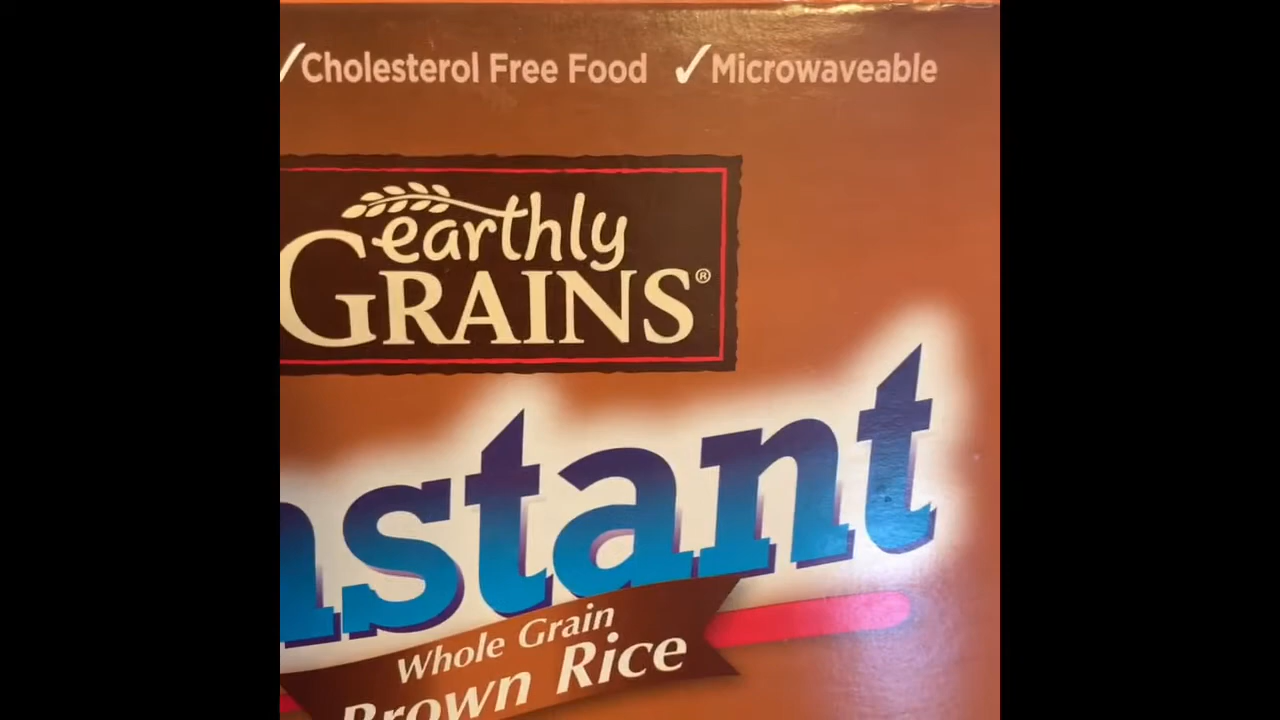 ✓Cholesterol Free Food ✓Microwaveable
earthly
GRAINS®
nstant
Whole Grain
Brown Rice